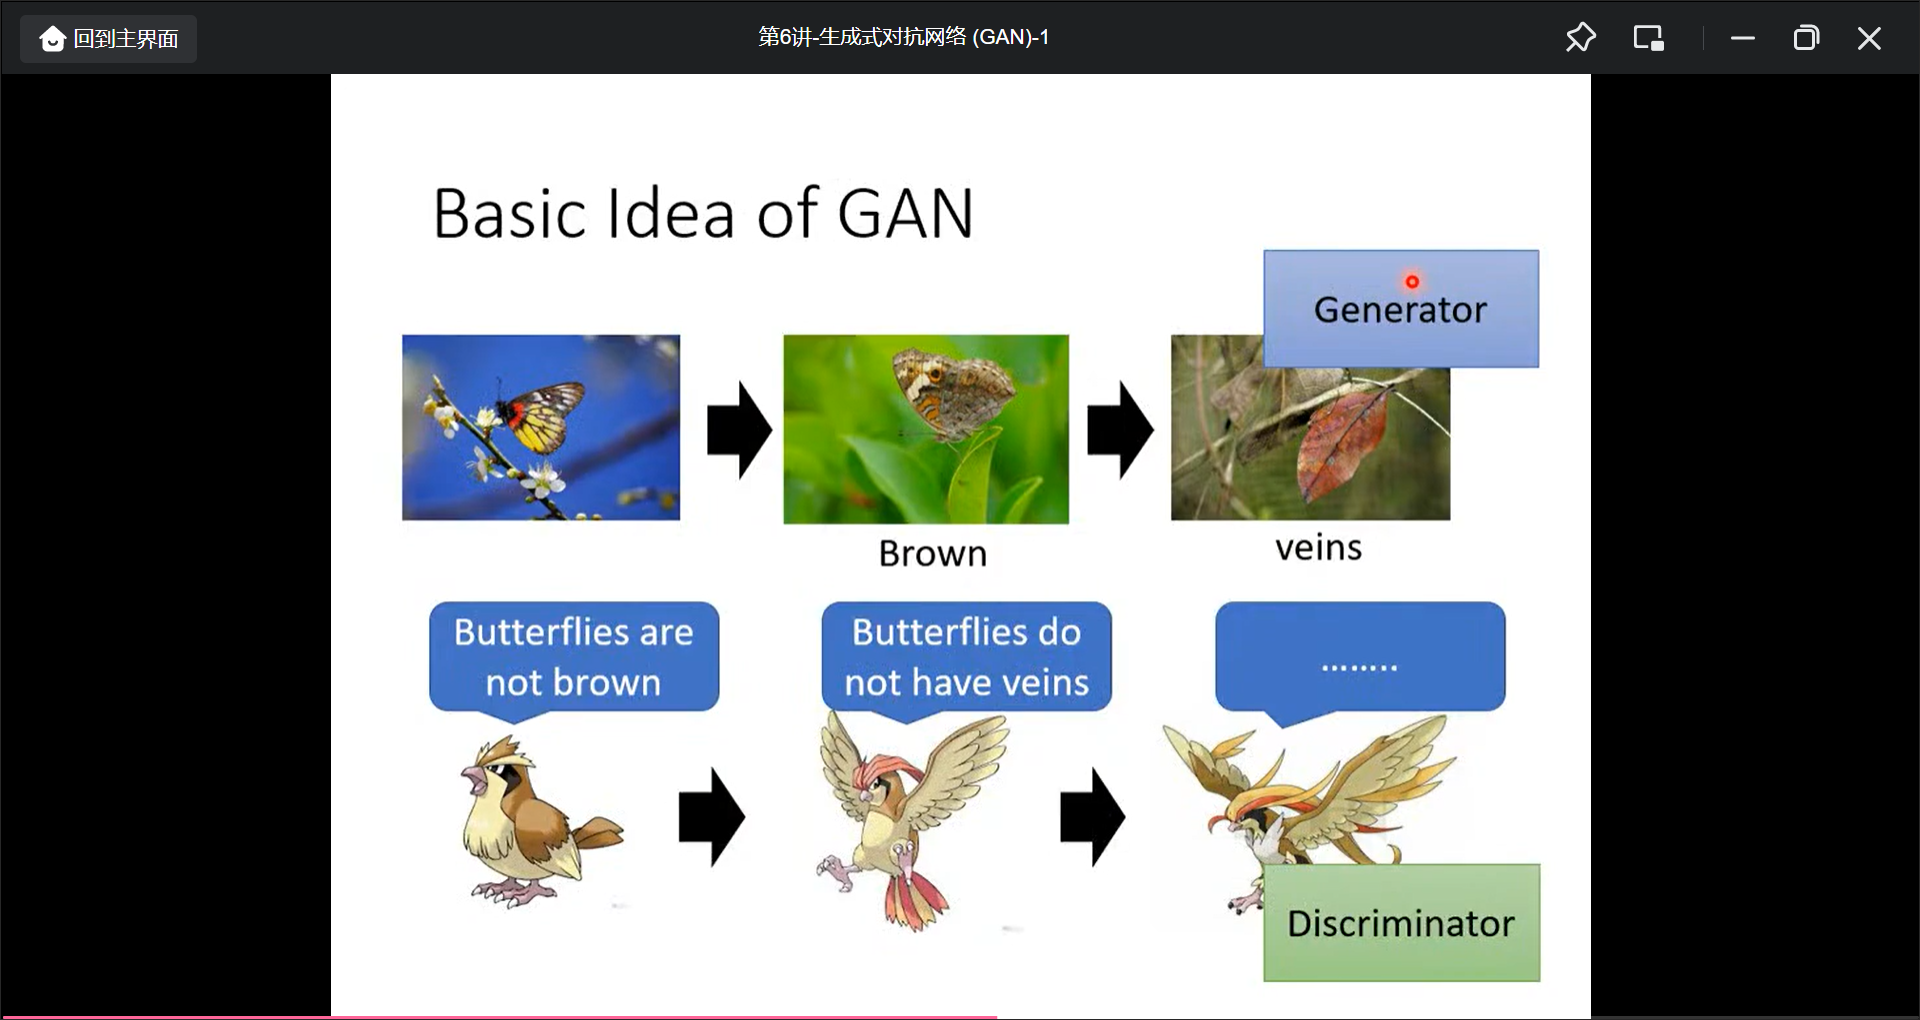 回到主界面
第6讲-生成式对抗网络 (GAN)-1
Basic Idea of GAN
Generator
Brown
veins
Butterflies are
not brown
Butterflies do
not have veins
........
Discriminator